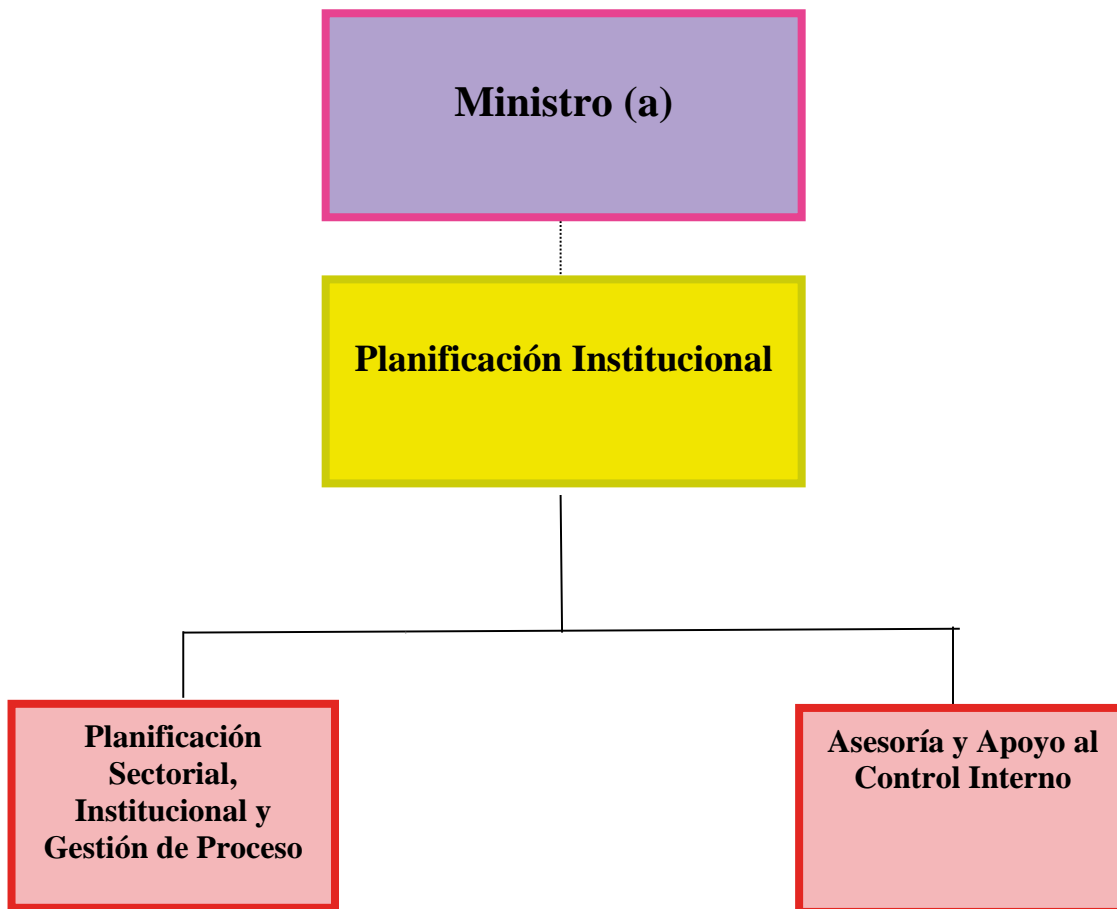 Ministro (a)
Planificación Institucional
Planificación
Sectorial,
Institucional y
Gestión de Proceso
Asesoría y Apoyo al
Control Interno